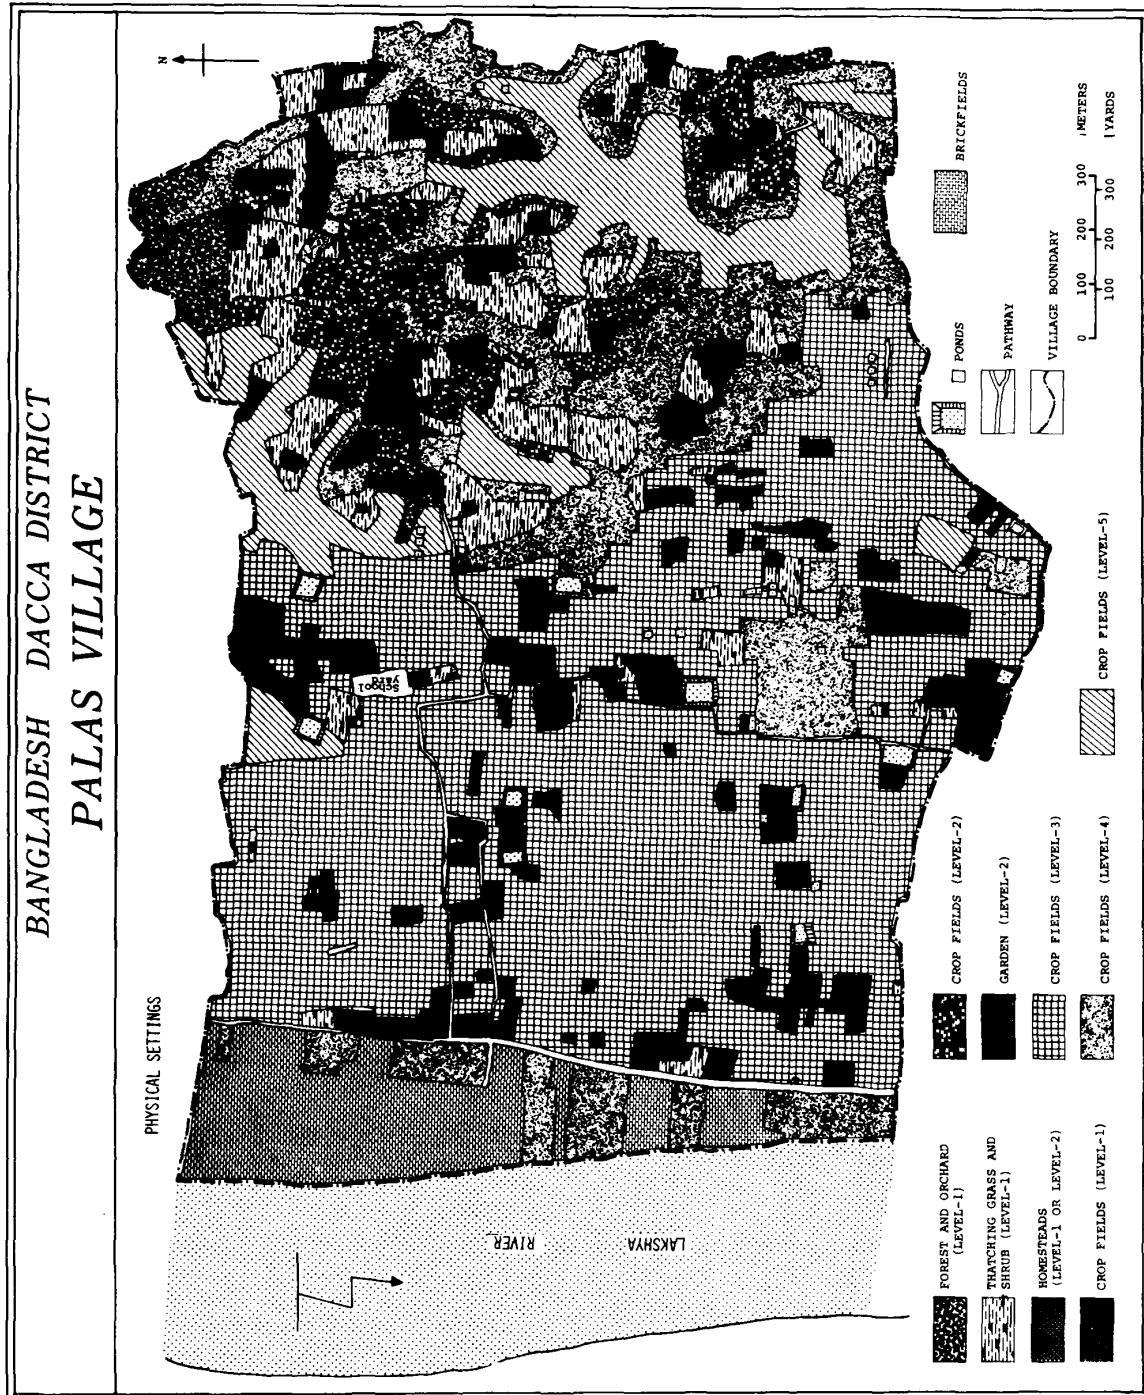 BANGLADESH DACCA DISTRICT
PALAS VILLAGE
PHYSICAL SETTINGS
N
School
yard
LAKSHYA
RIVER
FOREST AND ORCHARD
(LEVEL-1)
THATCHING GRASS AND
SHRUB (LEVEL-1)
HOMESTEADS
(LEVEL-1 OR LEVEL-2)
CROP FIELDS (LEVEL-1)
CROP FIELDS (LEVEL-2)
GARDEN (LEVEL-2)
CROP FIELDS (LEVEL-3)
CROP FIELDS (LEVEL-4)
CROP FIELDS (LEVEL-5)
PONDS
PATHWAY
VILLAGE BOUNDARY
BRICKFIELDS
0 100 200 300 METERS
100 200 300 YARDS